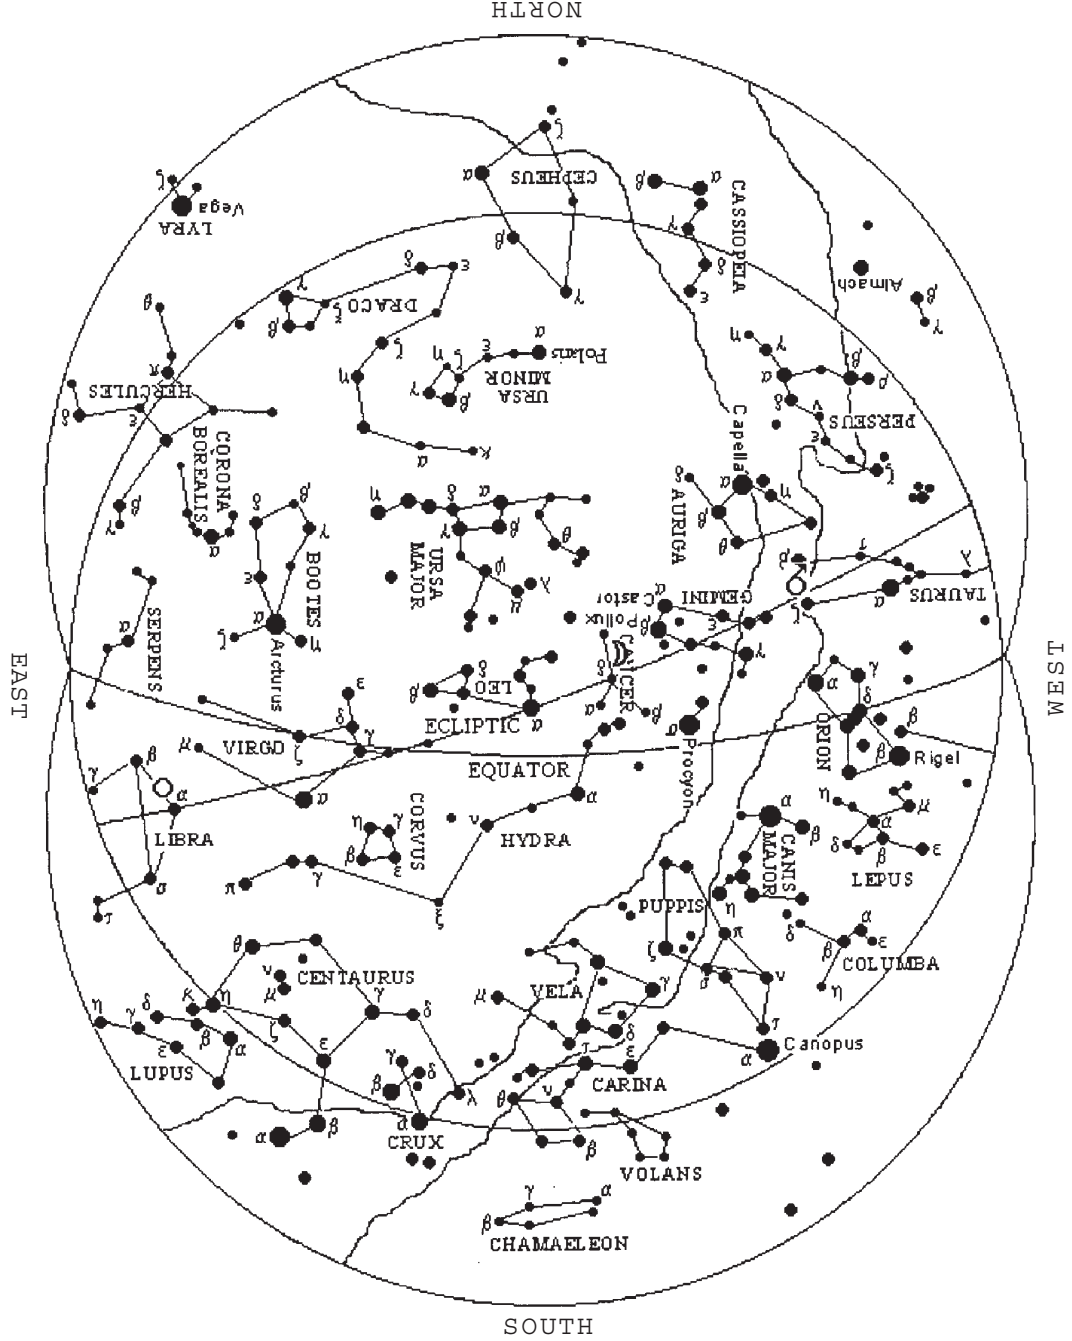 NORTH
ζ
α
CEPHEUS
β
α
β
γ
γ
δ
ε
CASSIOPEIA
ζ
Vega
LYRA
Almach
β
γ
δ
ε
γ
β
ξ
DRACO
ζ
η
α
κ
α
Polaris
ε
ζ
η
γ
β
URSA
MINOR
η
γ
α
β
ρ
δ
ν
ε
ζ
PERSEUS
β
π
HERCULES
δ
ε
β
γ
CORONA
BOREALIS
α
Capella
α
η
δ
β
θ
AURIGA
η
δ
α
γ
β
θ
ψ
λ
μ
URSA
MAJOR
δ
β
γ
ε
α
ζ
η
BOOTES
Arcturus
β
τ
λ
α
ζ
TAURUS
♂
α
Castor
β
Pollux
GEMINI
ε
γ
ζ
α
SERPENS
CANCER
δ
α
β
δ
β
LEO
α
ECLIPTIC
EAST
WEST
ε
δ
γ
VIRGO
ζ
μ
α
EQUATOR
α
Procyon
α
γ
δ
β
β
ORION
Rigel
β
γ
α
LIBRA
σ
τ
η
γ
β
ε
CORVUS
ν
HYDRA
α
π
γ
ξ
α
β
CANIS
MAJOR
η
η
μ
α
δ
β
ε
LEPUS
PUPPIS
ζ
π
σ
ν
τ
δ
α
ε
β
η
COLUMBA
θ
ν
μ
CENTAURUS
κ
η
ζ
ε
γ
δ
λ
β
α
μ
VELA
γ
δ
η
γ
δ
β
α
ε
LUPUS
γ
δ
β
α
CRUX
τ
ε
CARINA
ν
θ
β
α
Canopus
VOLANS
γ
α
β
CHAMAELEON
SOUTH